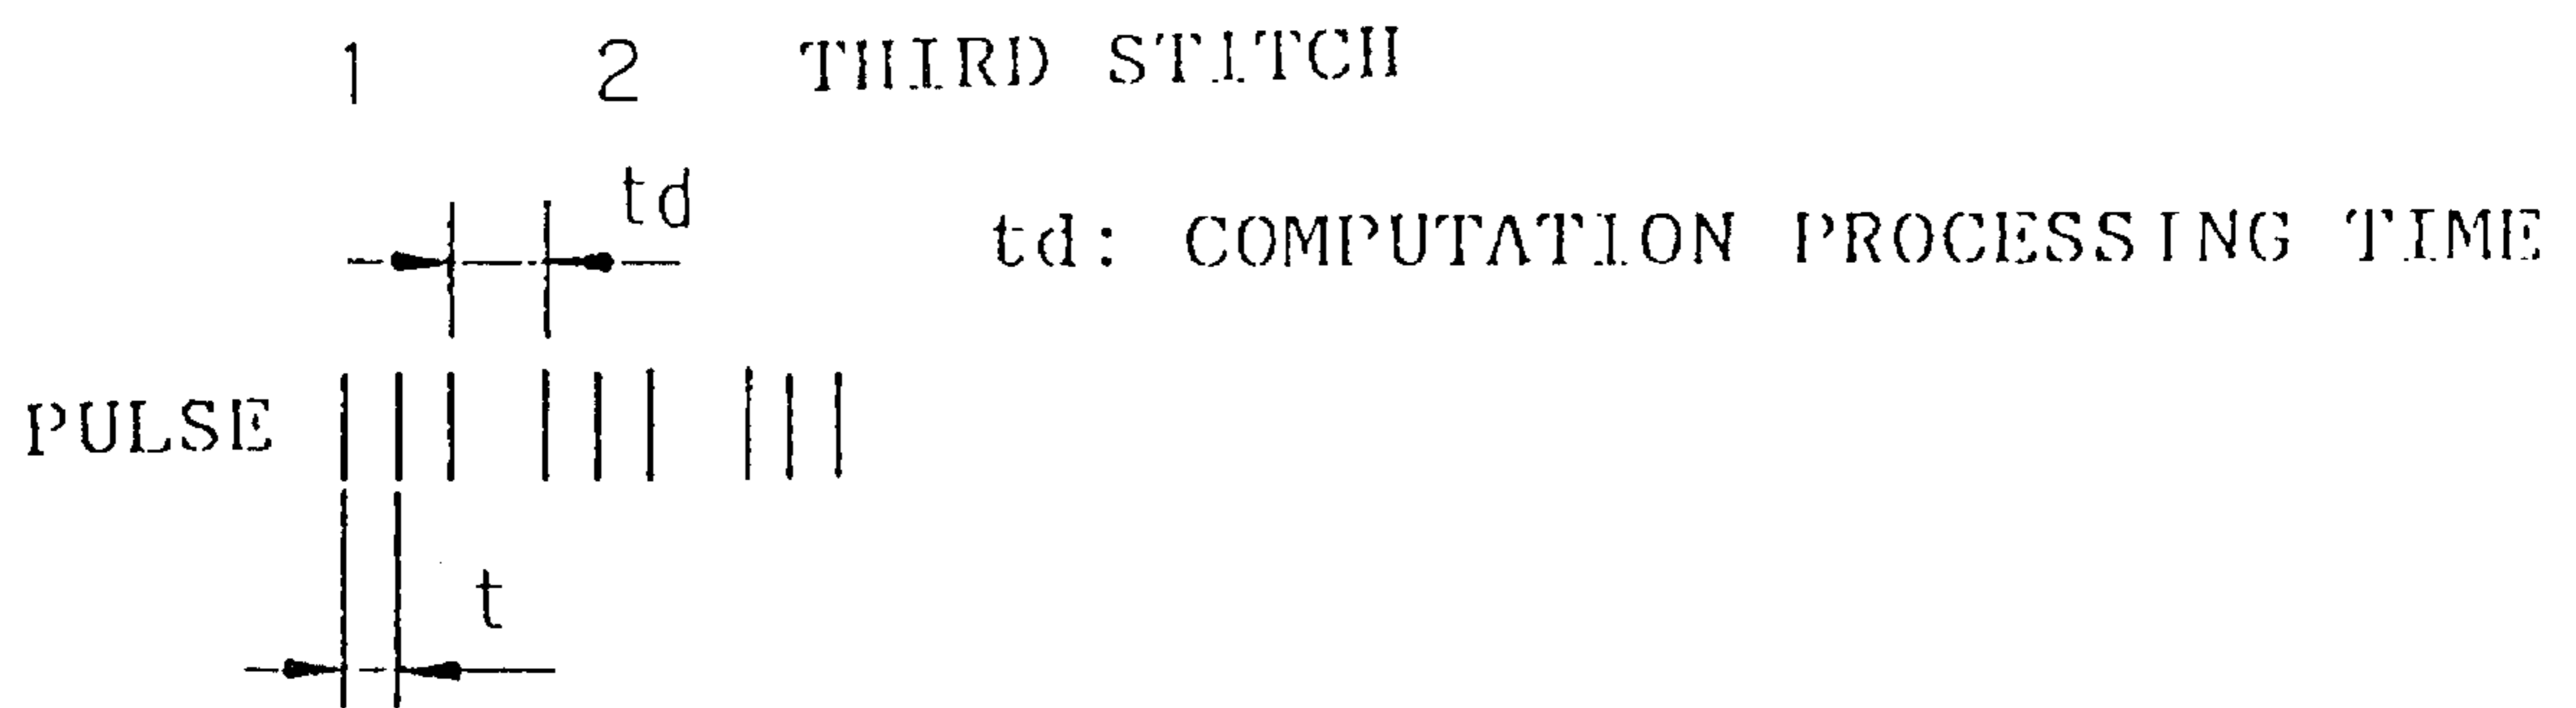 1 2 THIRD STITCH
td
td: COMPUTATION PROCESSING TIME
PULSE
t